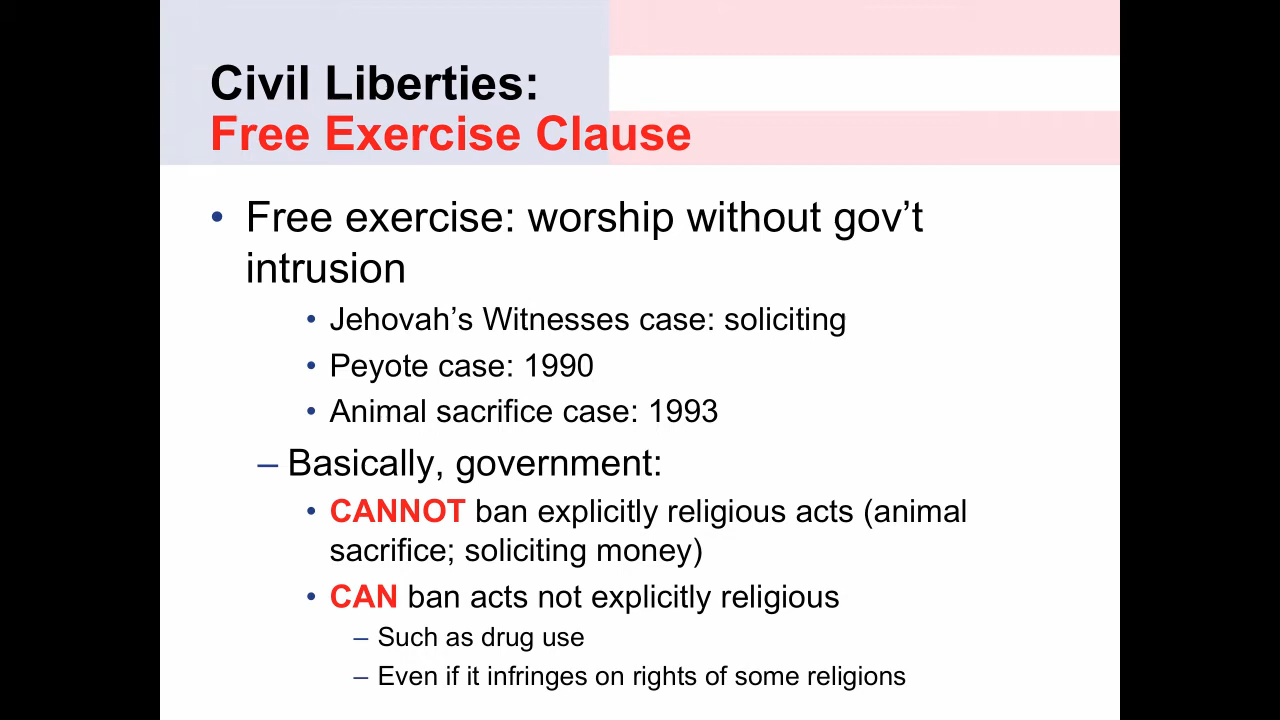 Civil Liberties:
Free Exercise Clause
• Free exercise: worship without gov’t
intrusion
• Jehovah’s Witnesses case: soliciting
• Peyote case: 1990
• Animal sacrifice case: 1993
– Basically, government:
• CANNOT ban explicitly religious acts (animal
sacrifice; soliciting money)
• CAN ban acts not explicitly religious
– Such as drug use
– Even if it infringes on rights of some religions